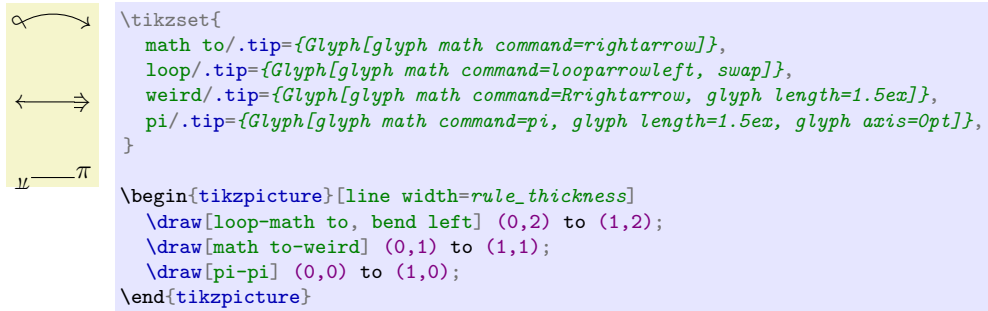 \tikzset{
  math to/.tip={Glyph[glyph math command=rightarrow]},
  loop/.tip={Glyph[glyph math command=looparrowleft, swap]},
  weird/.tip={Glyph[glyph math command=Rrightarrow, glyph length=1.5ex]},
  pi/.tip={Glyph[glyph math command=pi, glyph length=1.5ex, glyph axis=0pt]},
}
\begin{tikzpicture}[line width=rule_thickness]
  \draw[loop-math to, bend left] (0,2) to (1,2);
  \draw[math to-weird] (0,1) to (1,1);
  \draw[pi-pi] (0,0) to (1,0);
\end{tikzpicture}
π π